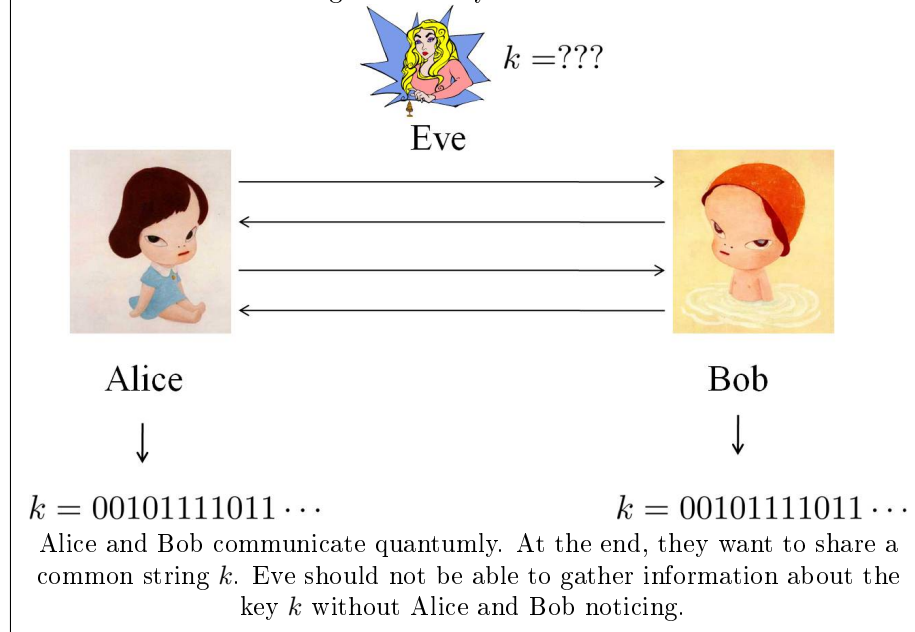 k =???
Eve
Alice
Bob
k = 00101111011 ···
k = 00101111011 ···
Alice and Bob communicate quantumly. At the end, they want to share a
common string k. Eve should not be able to gather information about the
key k without Alice and Bob noticing.